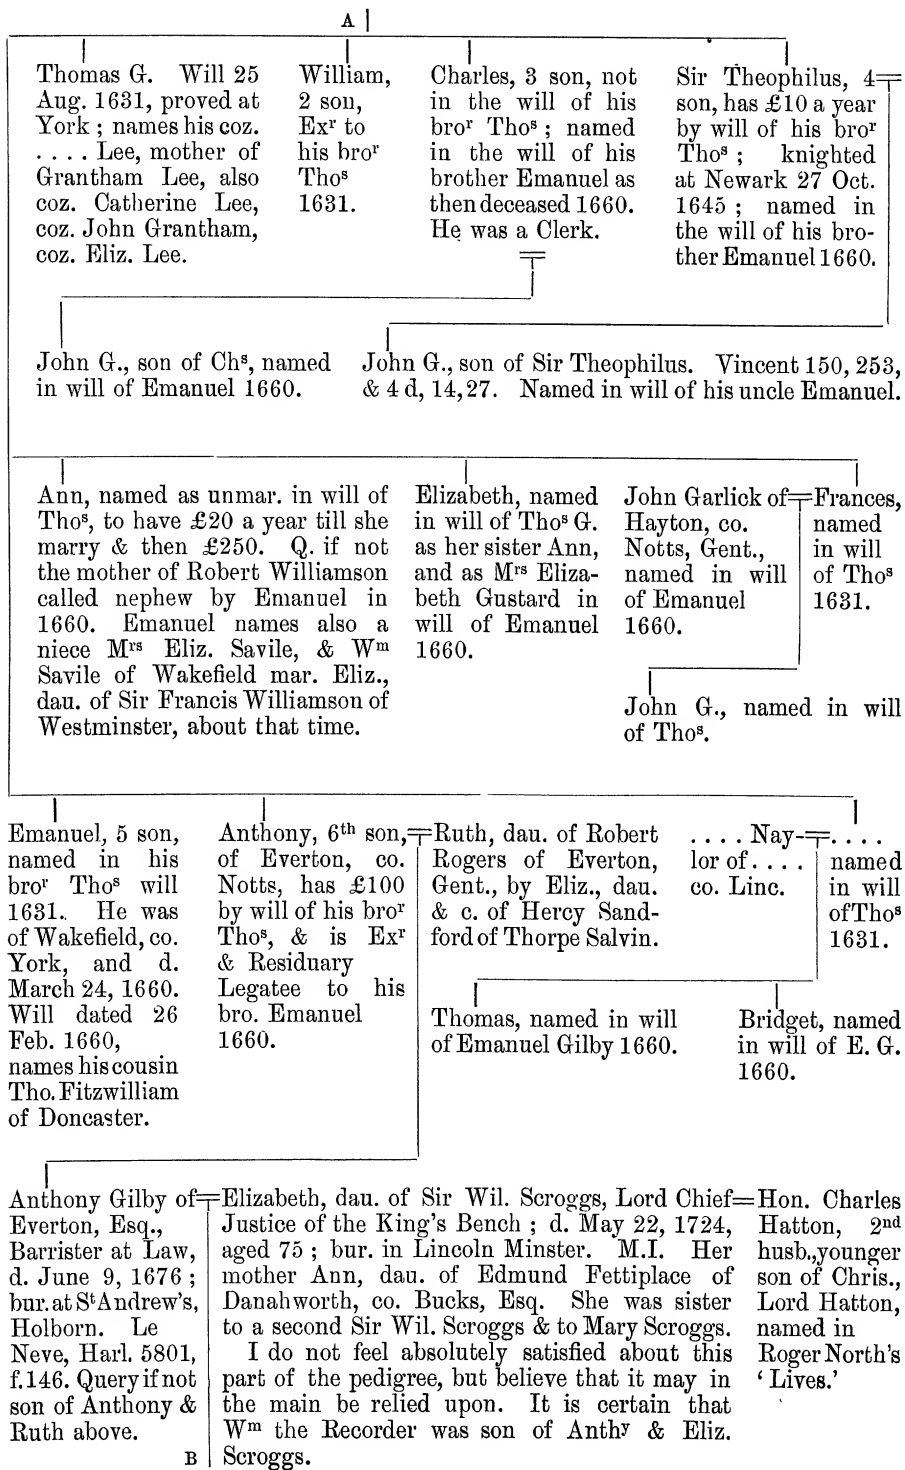 A
Thomas G. Will 25
Aug. 1631, proved at
York ; names his coz.
. . . . Lee, mother of
Grantham Lee, also
coz. Catherine Lee,
coz. John Grantham,
coz. Eliz. Lee.
William,
2 son,
Exʳ to
his broʳ
Thoˢ
1631.
Charles, 3 son, not
in the will of his
broʳ Thoˢ ; named
in the will of his
brother Emanuel as
then deceased 1660.
He was a Clerk.
Sir Theophilus, 4
son, has £10 a year
by will of his broʳ
Thoˢ ; knighted
at Newark 27 Oct.
1645 ; named in
the will of his bro-
ther Emanuel 1660.
John G., son of Chˢ, named
in will of Emanuel 1660.
John G., son of Sir Theophilus. Vincent 150, 253,
& 4 d, 14, 27. Named in will of his uncle Emanuel.
Ann, named as unmar. in will of
Thoˢ, to have £20 a year till she
marry & then £250. Q. if not
the mother of Robert Williamson
called nephew by Emanuel in
1660. Emanuel names also a
niece Mʳˢ Eliz. Savile, & Wᵐ
Savile of Wakefield mar. Eliz.,
dau. of Sir Francis Williamson of
Westminster, about that time.
Elizabeth, named
in will of Thoˢ G.
as her sister Ann,
and as Mʳˢ Eliza-
beth Gustard in
will of Emanuel
1660.
John Garlick of
Hayton, co.
Notts, Gent.,
named in will
of Emanuel
1660.
Frances,
named
in will
of Thoˢ
1631.
John G., named in will
of Thoˢ.
Emanuel, 5 son,
named in his
broʳ Thoˢ will
1631. He was
of Wakefield, co.
York, and d.
March 24, 1660.
Will dated 26
Feb. 1660,
names his cousin
Tho. Fitzwilliam
of Doncaster.
Anthony, 6ᵗʰ son,
of Everton, co.
Notts, has £100
by will of his broʳ
Thoˢ, & is Exʳ
& Residuary
Legatee to his
bro. Emanuel
1660.
Ruth, dau. of Robert
Rogers of Everton,
Gent., by Eliz., dau.
& c. of Hercy Sand-
ford of Thorpe Salvin.
. . . . Nay-
lor of . . . .
co. Linc.
. . . .
named
in will
of Thoˢ
1631.
Thomas, named in will
of Emanuel Gilby 1660.
Bridget, named
in will of E. G.
1660.
Anthony Gilby of
Everton, Esq.,
Barrister at Law,
d. June 9, 1676 ;
bur. at Sᵗ Andrew's,
Holborn. Le
Neve, Harl. 5801,
f. 146. Query if not
son of Anthony &
Ruth above.
B
Elizabeth, dau. of Sir Wil. Scroggs, Lord Chief
Justice of the King's Bench ; d. May 22, 1724,
aged 75 ; bur. in Lincoln Minster. M.I. Her
mother Ann, dau. of Edmund Fettiplace of
Danahworth, co. Bucks, Esq. She was sister
to a second Sir Wil. Scroggs & to Mary Scroggs.
I do not feel absolutely satisfied about this
part of the pedigree, but believe that it may in
the main be relied upon. It is certain that
Wᵐ the Recorder was son of Anthʸ & Eliz.
Scroggs.
Hon. Charles
Hatton, 2ⁿᵈ
husb., younger
son of Chris.,
Lord Hatton,
named in
Roger North's
‘ Lives.’